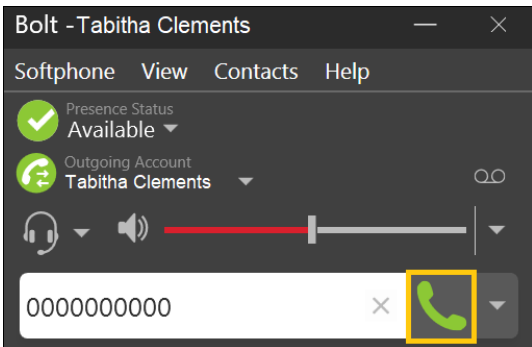 Bolt - Tabitha Clements
Softphone View Contacts Help
Presence Status
Available
Outgoing Account
Tabitha Clements
0000000000